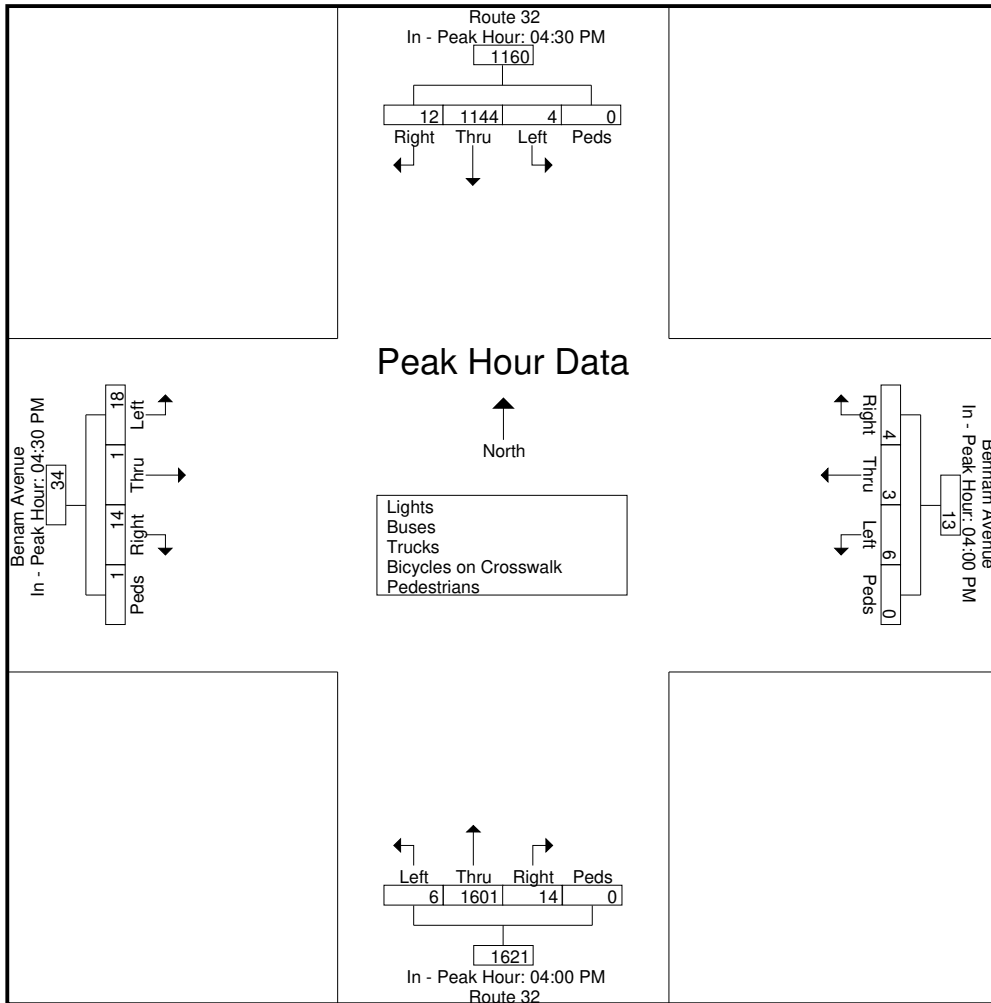 Route 32
In - Peak Hour: 04:30 PM
1160
12 1144 4 0
Right Thru Left Peds
Peak Hour Data
North
Lights
Buses
Trucks
Bicycles on Crosswalk
Pedestrians
Benam Avenue
In - Peak Hour: 04:30 PM
34
18 1 14 1
Left Thru Right Peds
Benham Avenue
In - Peak Hour: 04:00 PM
13
4 3 6 0
Right Thru Left Peds
Left Thru Right Peds
6 1601 14 0
1621
In - Peak Hour: 04:00 PM
Route 32